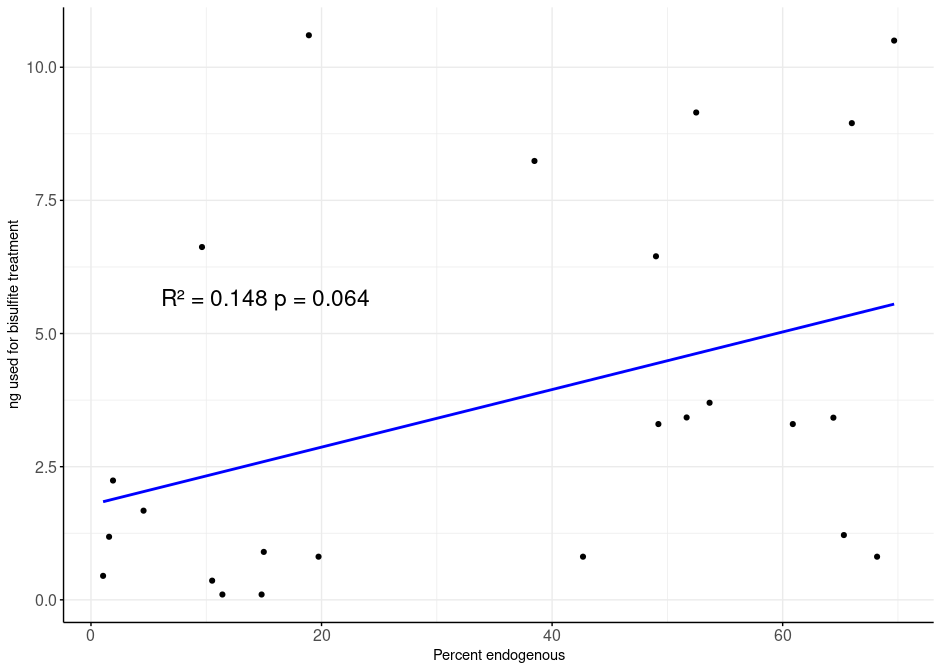 10.0
7.5
R² = 0.148 p = 0.064
5.0
2.5
0.0
ng used for bisulfite treatment
0 20 40 60
Percent endogenous